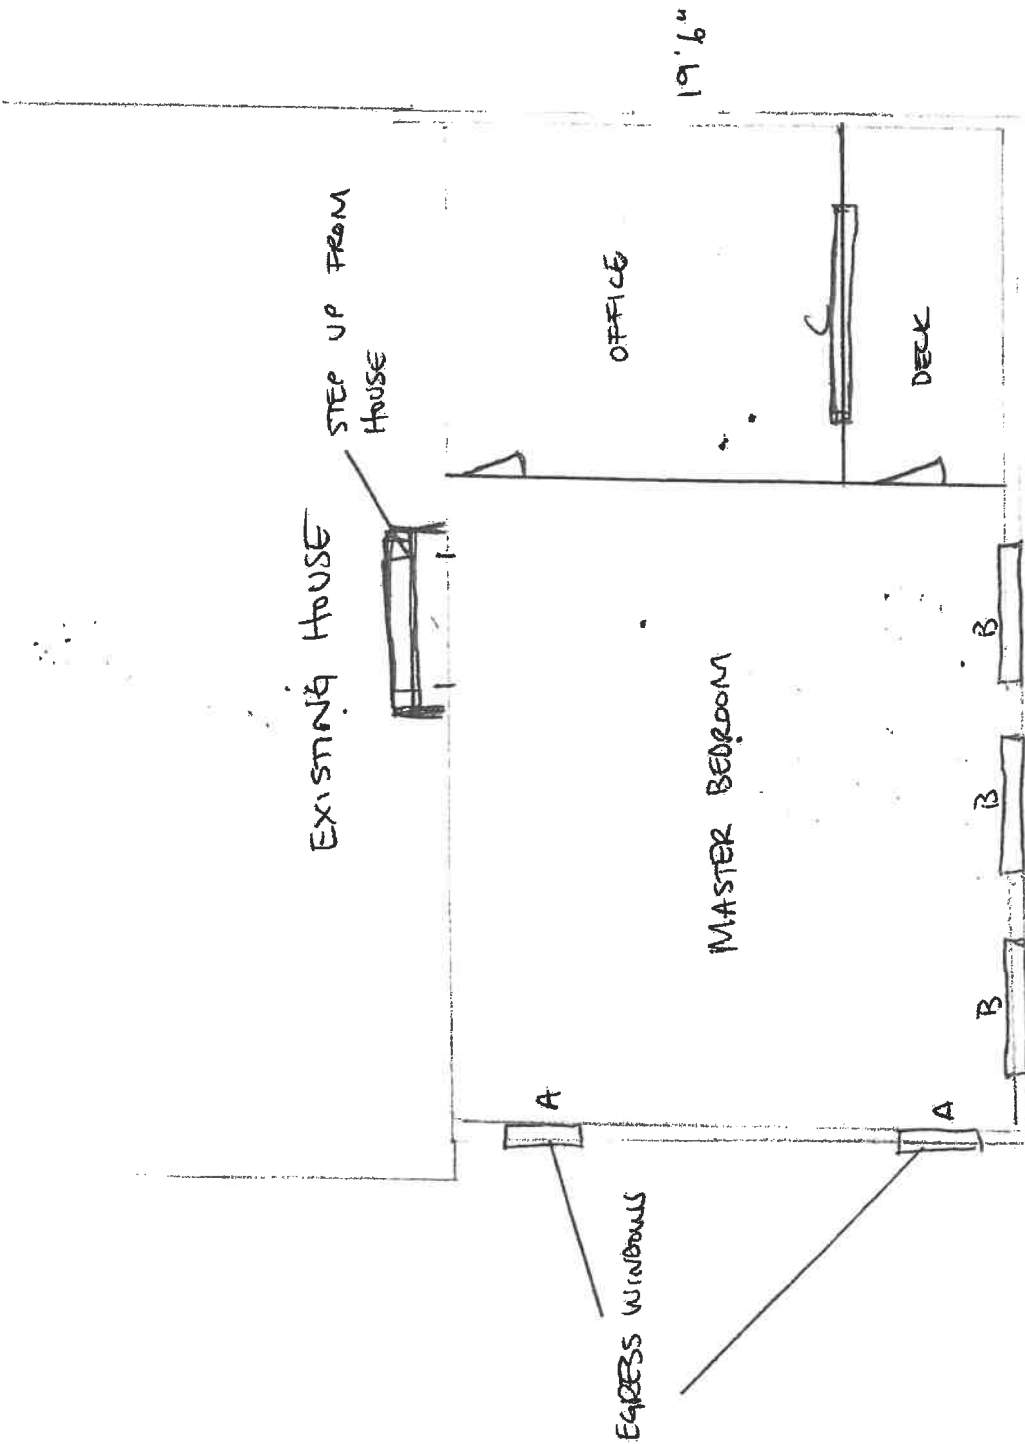 EXISTING HOUSE
STEP UP FROM
HOUSE
19'6"
OFFICE
C
DECK
MASTER BEDROOM
A
A
B
B
B
EGRESS WINDOWS